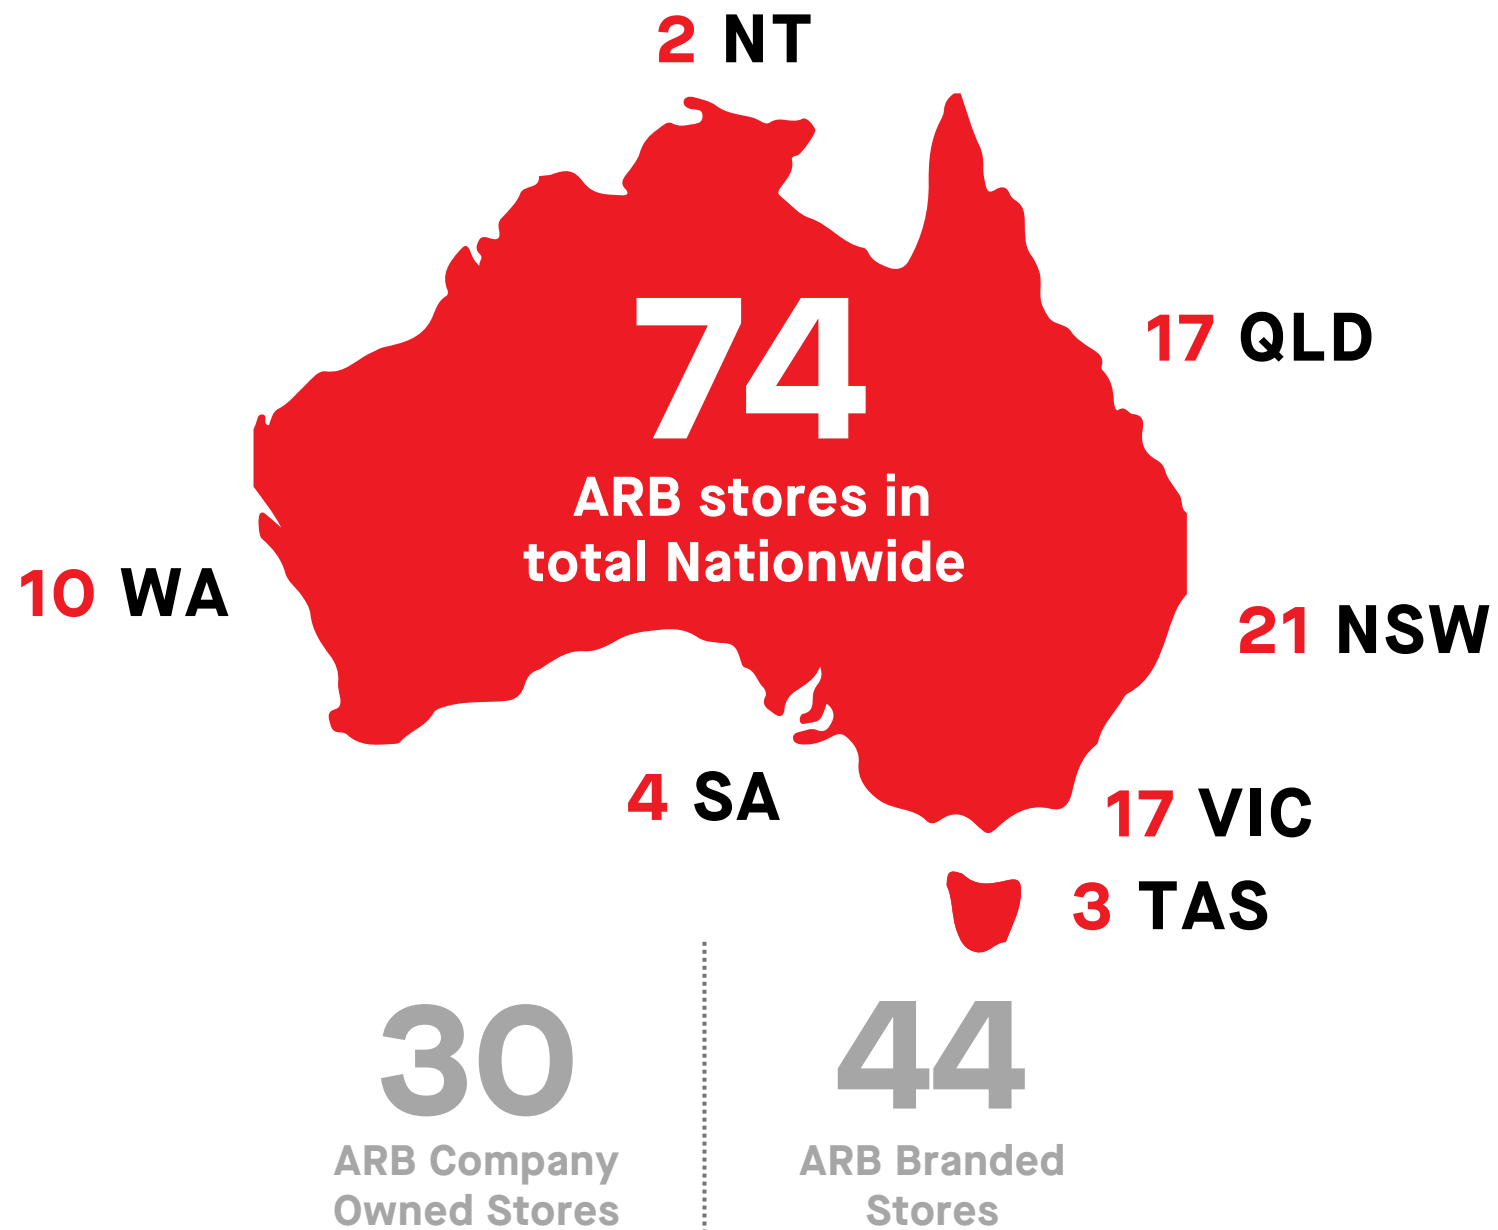 2 NT
74
ARB stores in
total Nationwide
17 QLD
10 WA
21 NSW
4 SA
17 VIC
3 TAS
30
ARB Company
Owned Stores
44
ARB Branded
Stores